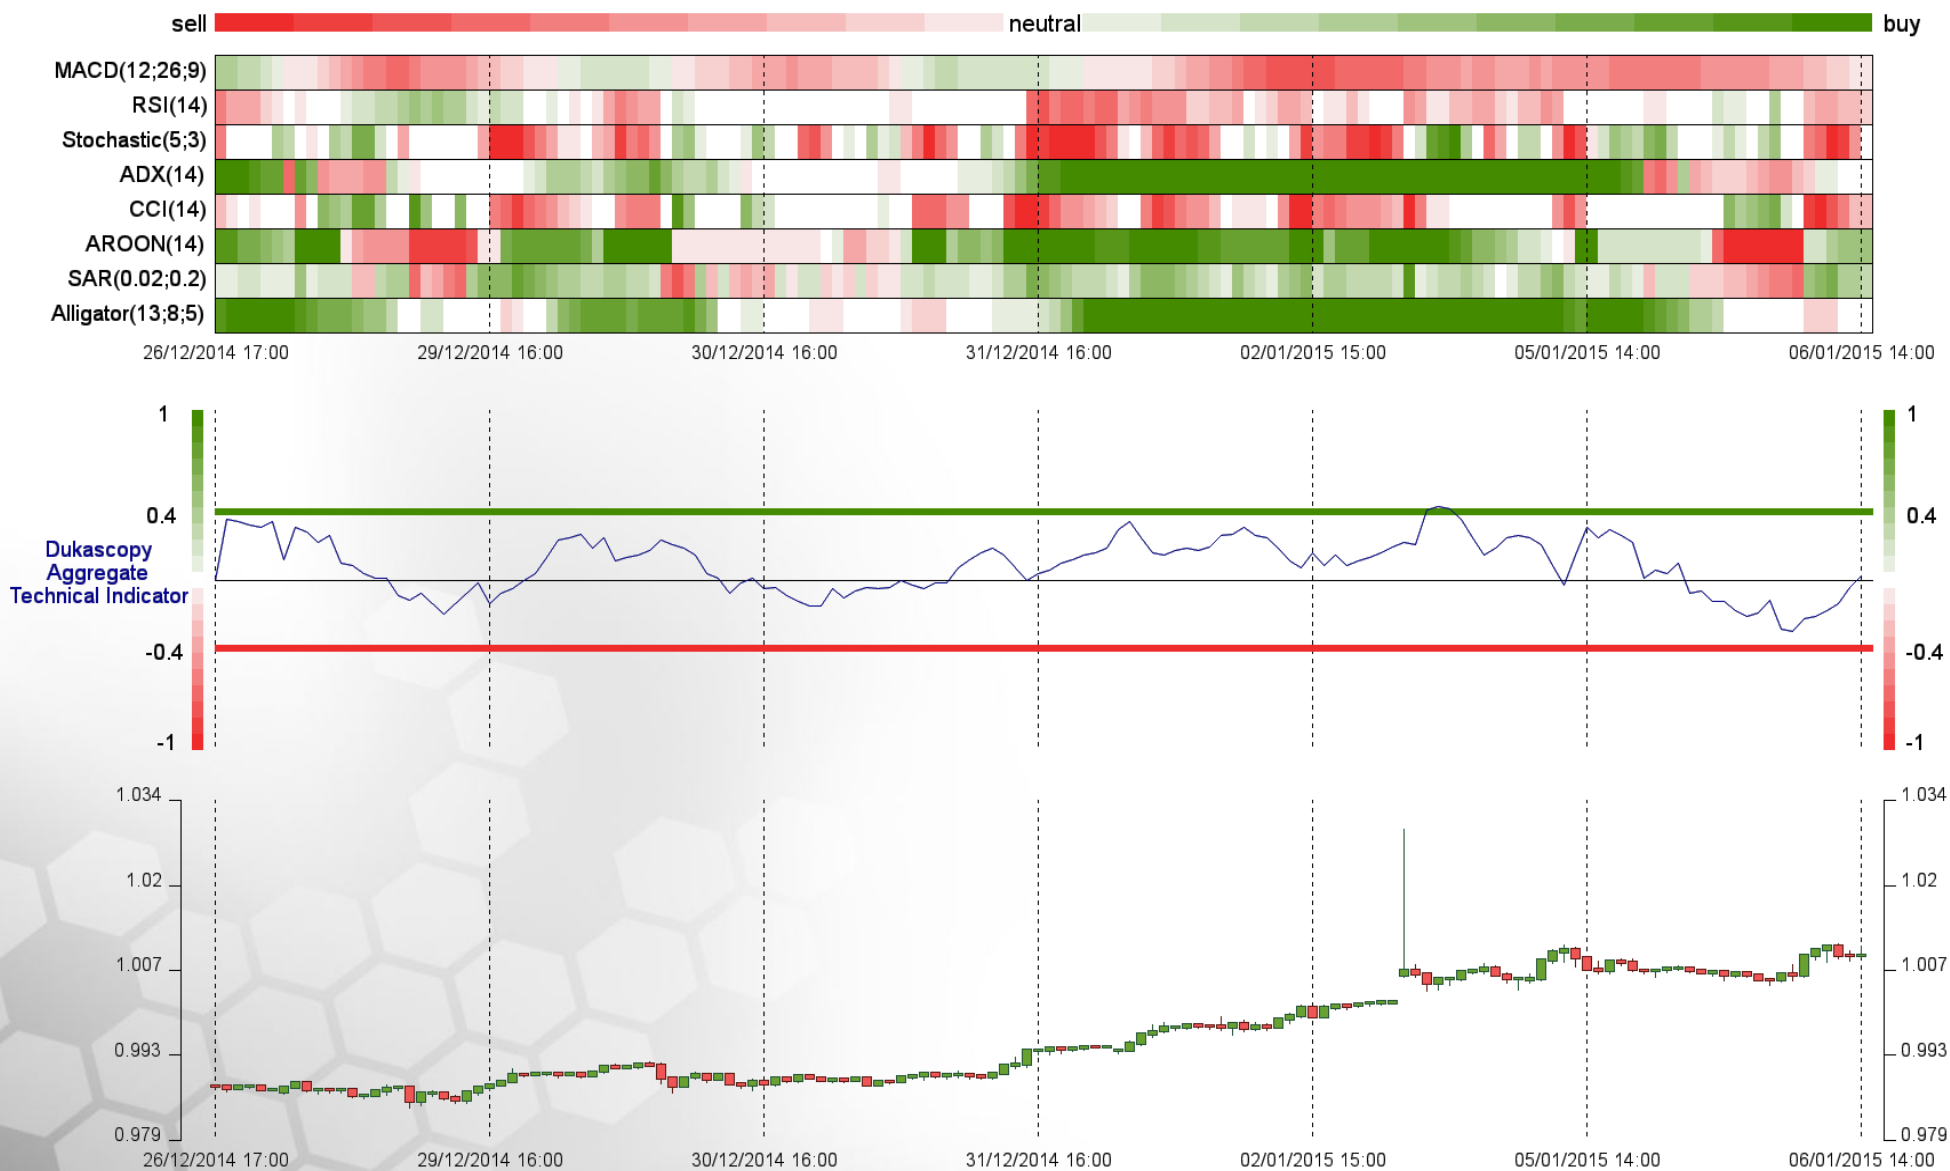 sell neutral buy
MACD(12;26;9)
RSI(14)
Stochastic(5;3)
ADX(14)
CCI(14)
AROON(14)
SAR(0.02;0.2)
Alligator(13;8;5)
26/12/2014 17:00 29/12/2014 16:00 30/12/2014 16:00 31/12/2014 16:00 02/01/2015 15:00 05/01/2015 14:00 06/01/2015 14:00
1 1
0.4 0.4
Dukascopy
Aggregate
Technical Indicator
-0.4 -0.4
-1 -1
1.034 1.034
1.02 1.02
1.007 1.007
0.993 0.993
0.979 0.979
26/12/2014 17:00 29/12/2014 16:00 30/12/2014 16:00 31/12/2014 16:00 02/01/2015 15:00 05/01/2015 14:00 06/01/2015 14:00